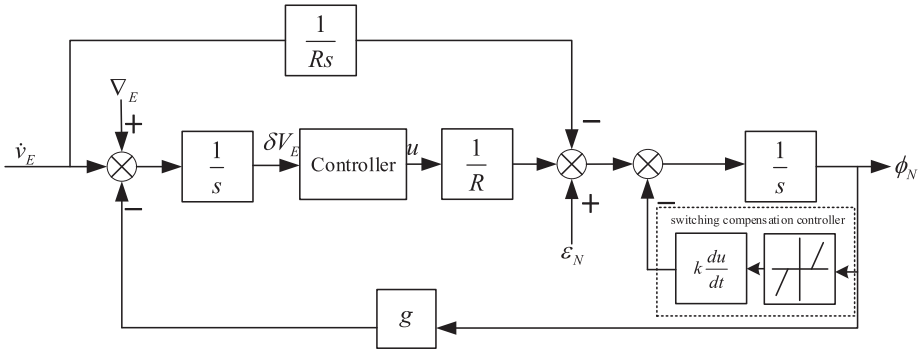 1
Rs
∇E
+
−
v̇E
1
s
δVE
Controller
u
1
R
+
εN
−
1
s
ϕN
−
switching compensation controller
k du
dt
g